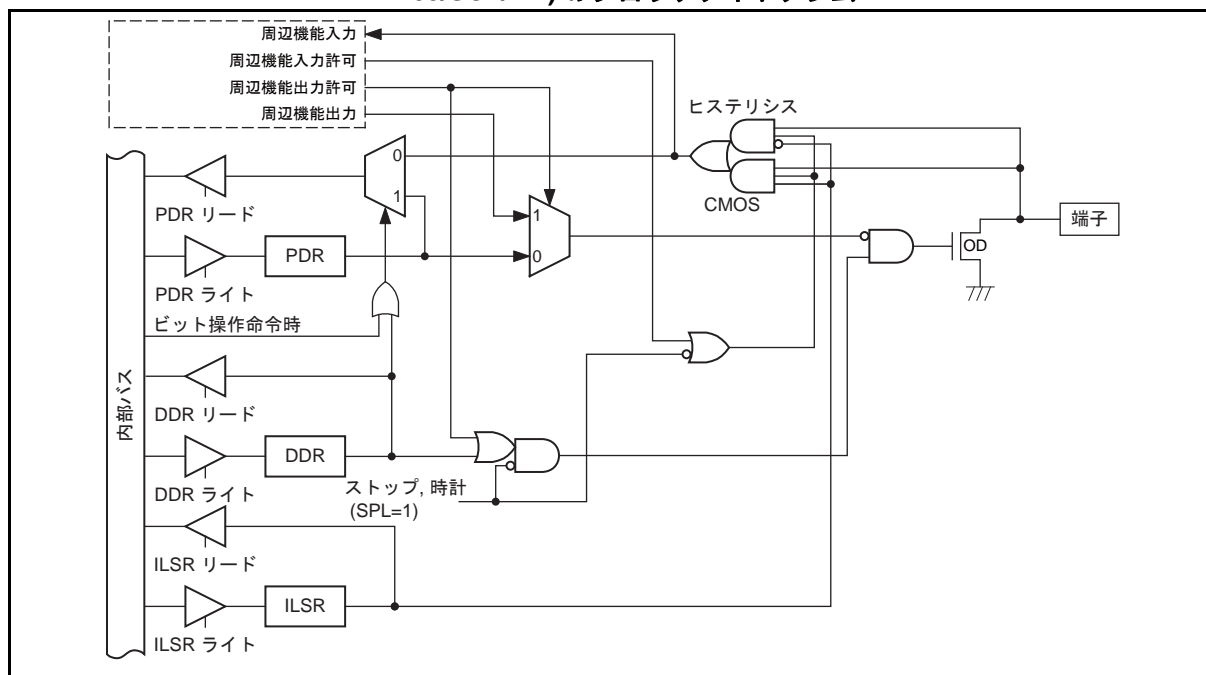 周辺機能入力
周辺機能入力許可
周辺機能出力許可
周辺機能出力
ヒステリシス
0
1
CMOS
PDR リード
1
端子
PDR
0
OD
PDR ライト
ビット操作命令時
内部バス
DDR リード
DDR
DDR ライト
ストップ, 時計
(SPL=1)
ILSR リード
ILSR
ILSR ライト